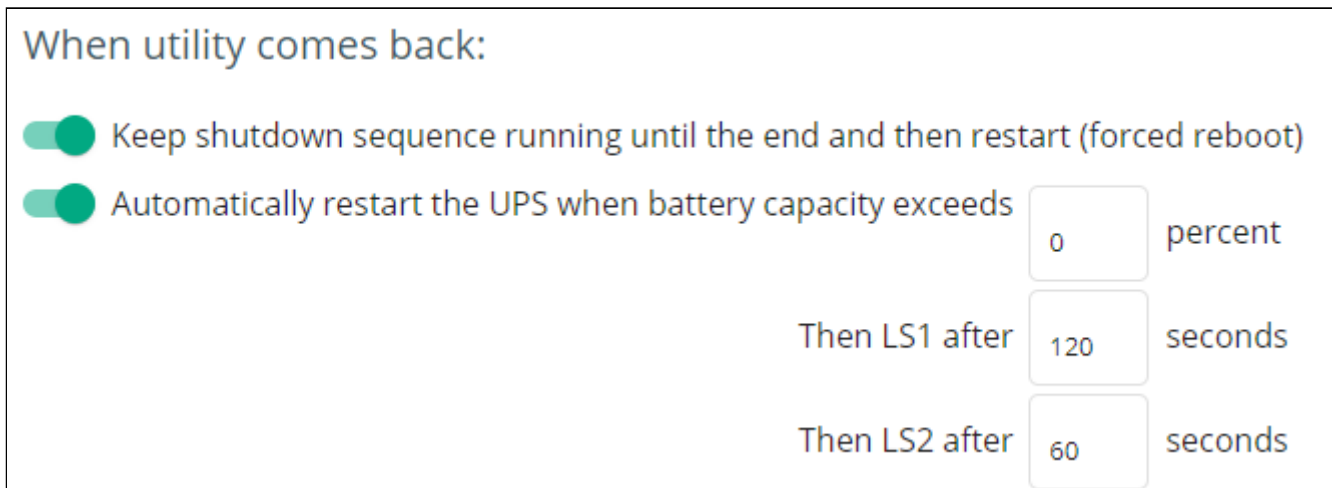 When utility comes back:
Keep shutdown sequence running until the end and then restart (forced reboot)
Automatically restart the UPS when battery capacity exceeds 0 percent
Then LS1 after 120 seconds
Then LS2 after 60 seconds